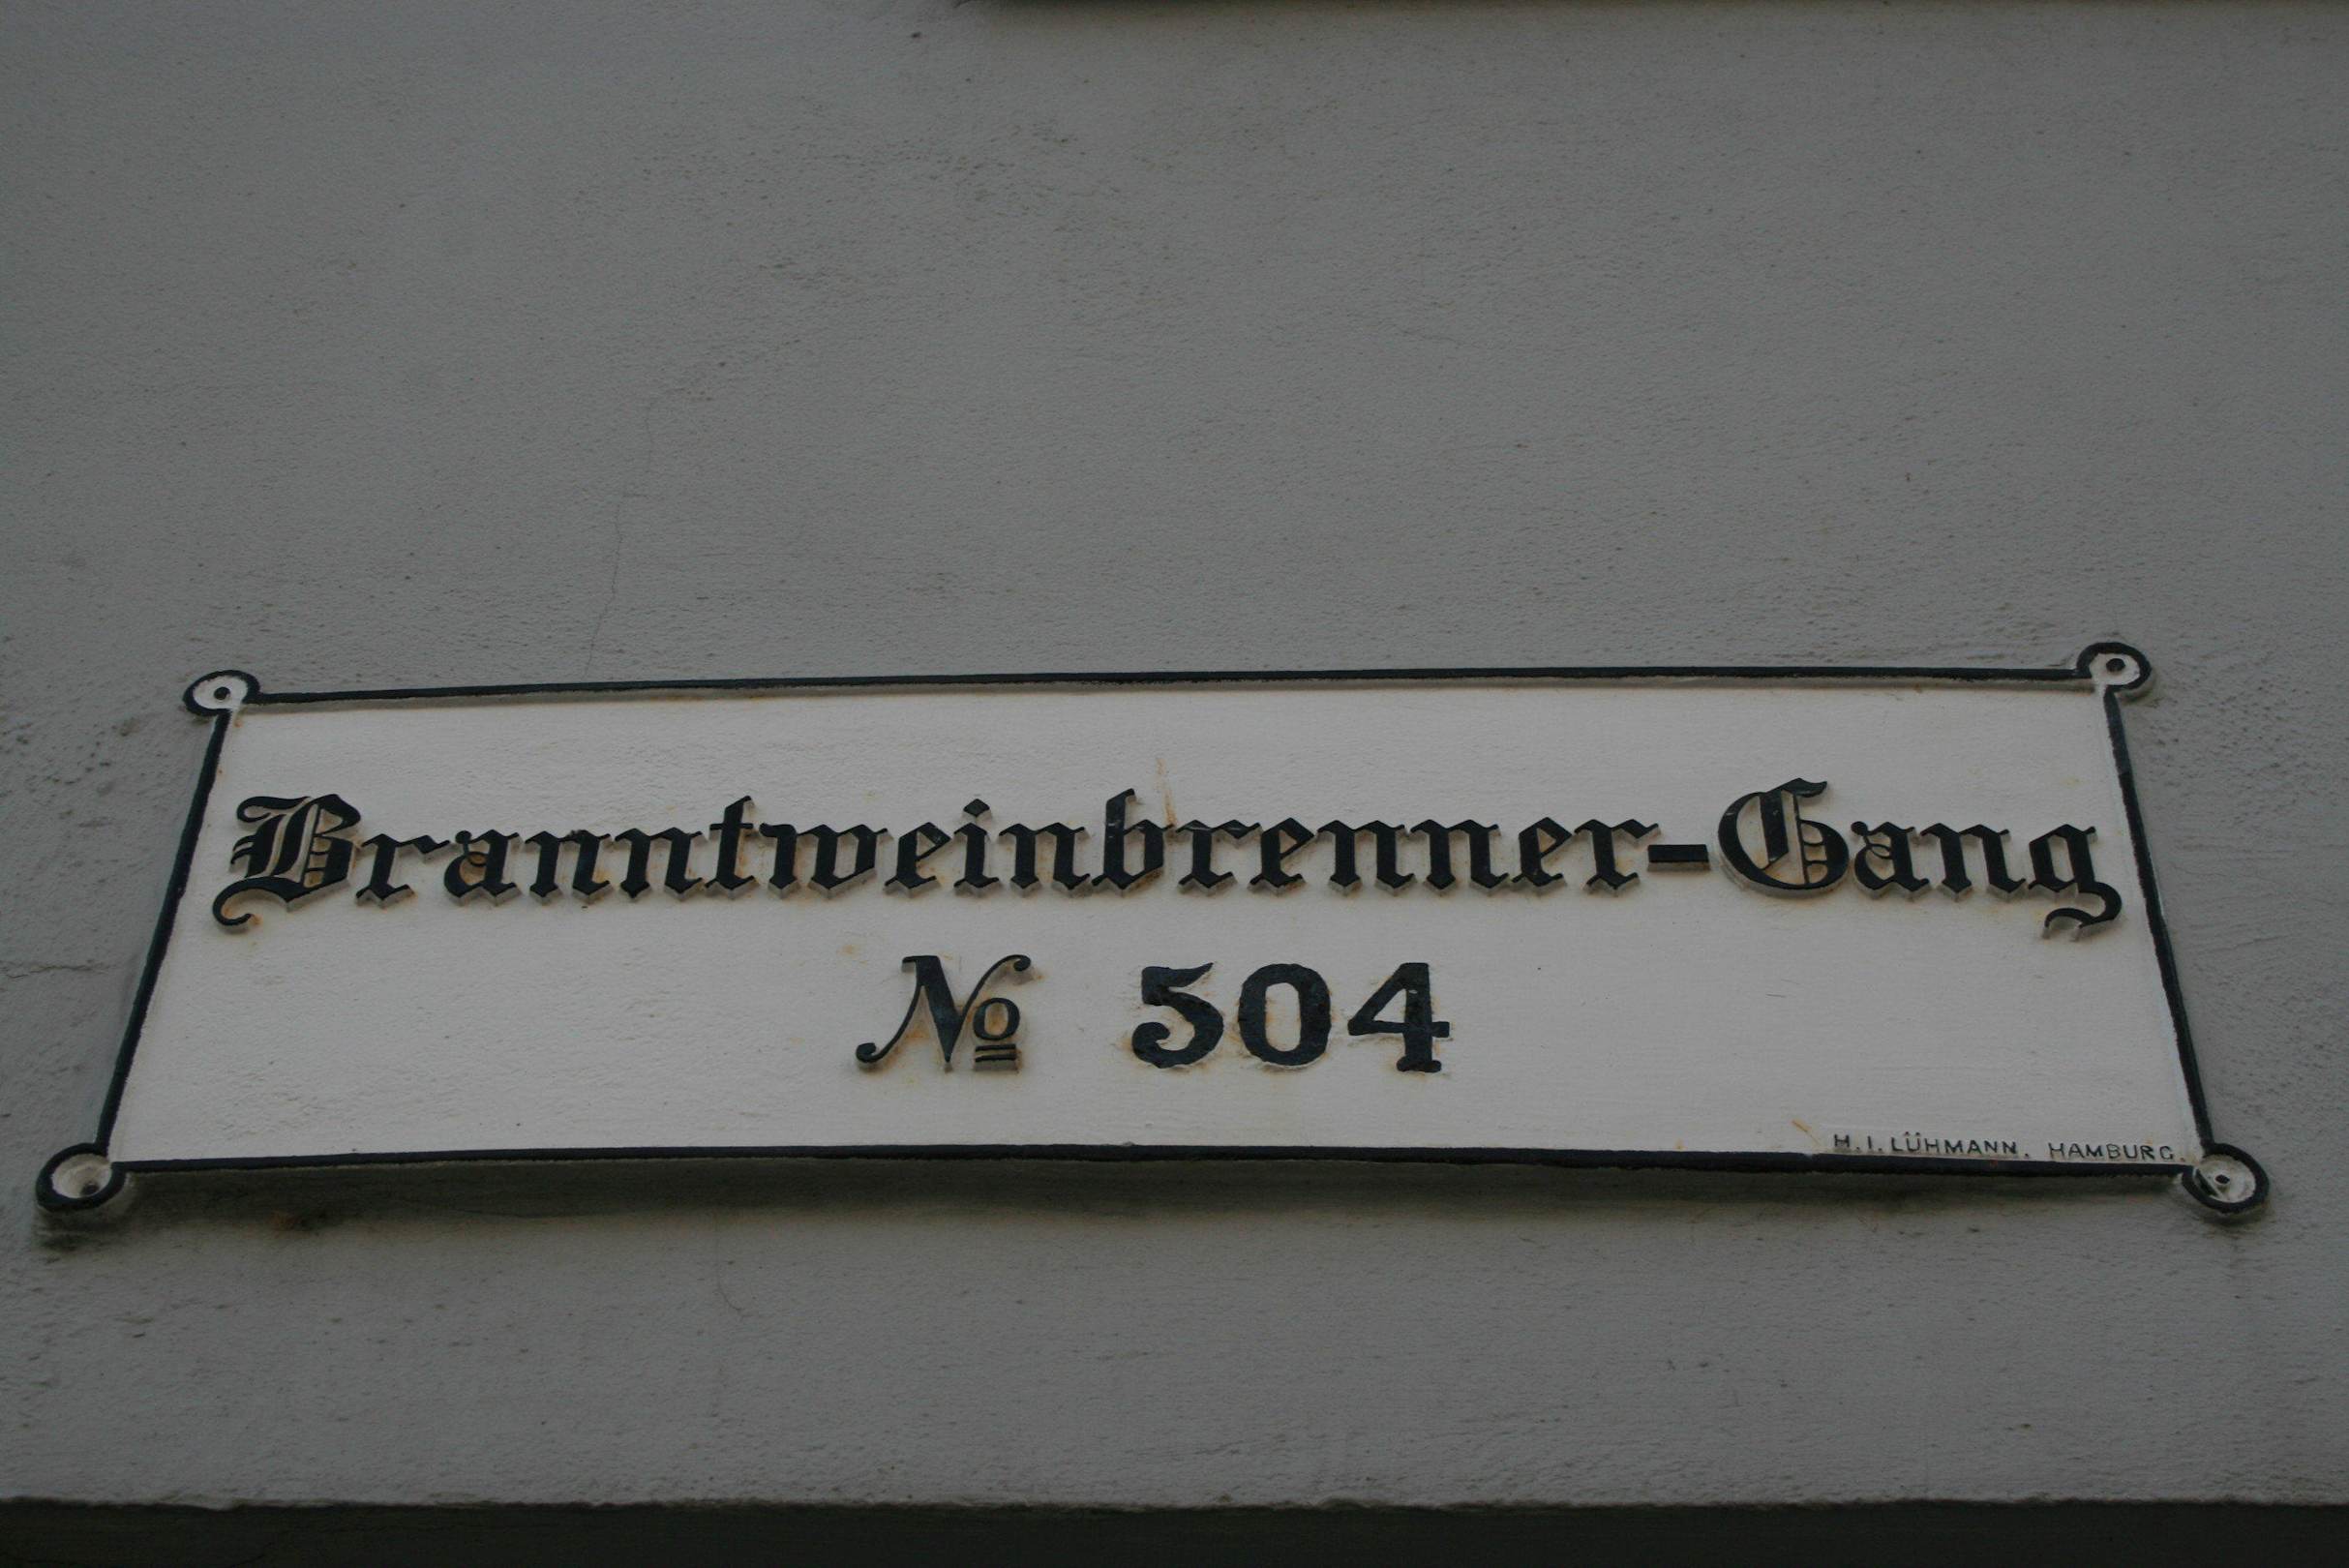 Branntweinbrenner-Gang
№ 504
H.I. LÜHMANN. HAMBURG.